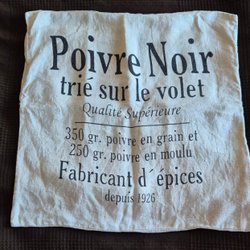 Poivre Noir
trié sur le volet
Qualité Supérieure
350 gr. poivre en grain et
250 gr. poivre en moulu
Fabricant d´épices
depuis 1926